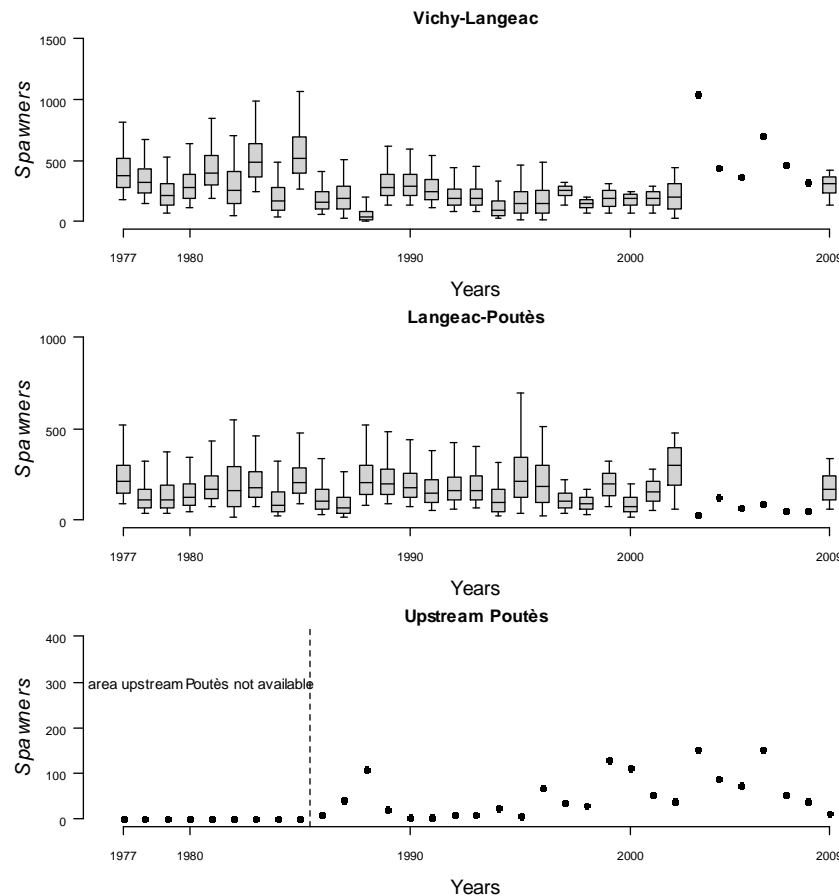 Vichy-Langeac
1500
1000
500
0
Spawners
1977 1980 1990 2000 2009
Years
Langeac-Poutès
1000
500
0
Spawners
1977 1980 1990 2000 2009
Years
Upstream Poutès
400
300
200
100
0
Spawners
area upstream Poutès not available
1977 1980 1990 2000 2009
Years